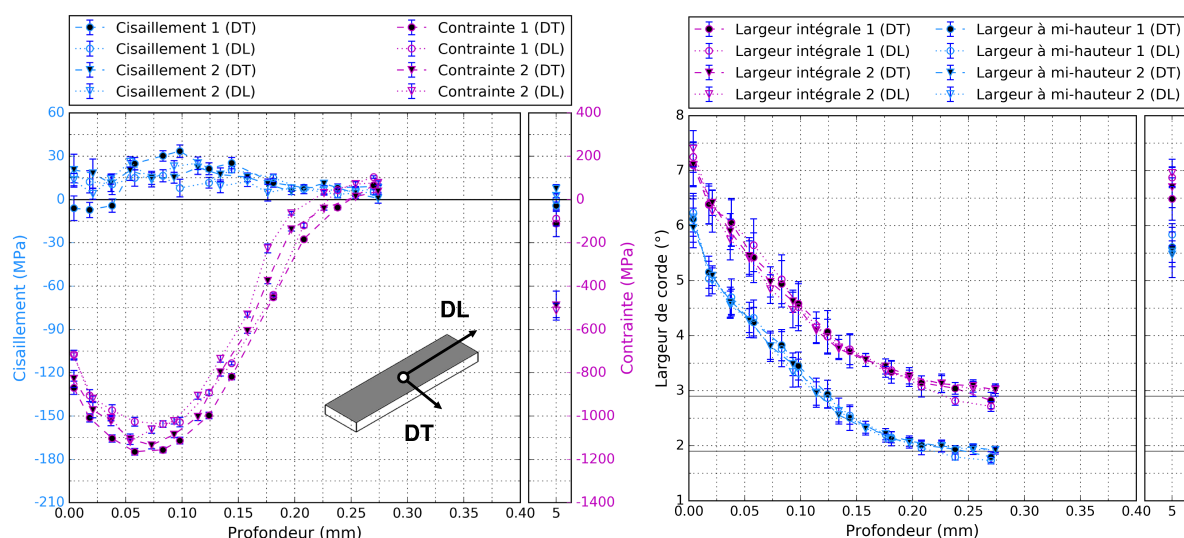 Cisaillement 1 (DT)
Cisaillement 1 (DL)
Cisaillement 2 (DT)
Cisaillement 2 (DL)
Contrainte 1 (DT)
Contrainte 1 (DL)
Contrainte 2 (DT)
Contrainte 2 (DL)
60
30
0
-30
-60
-90
-120
-150
-180
-210
Cisaillement (MPa)
0.00
0.05
0.10
0.15
0.20
0.25
0.30
0.35
0.40
5
Profondeur (mm)
400
200
0
-200
-400
-600
-800
-1000
-1200
-1400
Contrainte (MPa)
DL
DT
Largeur intégrale 1 (DT)
Largeur intégrale 1 (DL)
Largeur intégrale 2 (DT)
Largeur intégrale 2 (DL)
Largeur à mi-hauteur 1 (DT)
Largeur à mi-hauteur 1 (DL)
Largeur à mi-hauteur 2 (DT)
Largeur à mi-hauteur 2 (DL)
8
7
6
5
4
3
2
1
Largeur de corde (°)
0.00
0.05
0.10
0.15
0.20
0.25
0.30
0.35
0.40
5
Profondeur (mm)